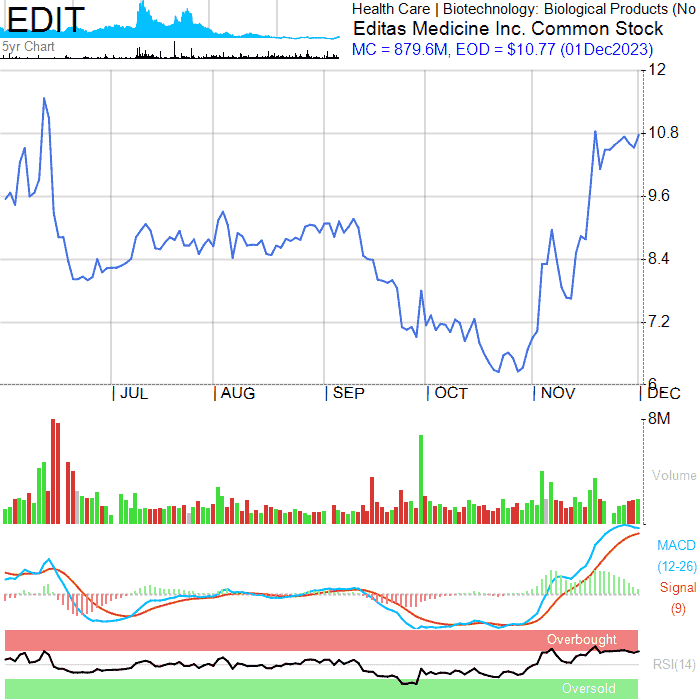 EDIT
Health Care | Biotechnology: Biological Products (No
Editas Medicine Inc. Common Stock
MC = 879.6M, EOD = $10.77 (01Dec2023)
5yr Chart
12
10.8
9.6
8.4
7.2
6
JUL AUG SEP OCT NOV DEC
8M
Volume
MACD
(12-26)
Signal
(9)
Overbought
RSI(14)
Oversold